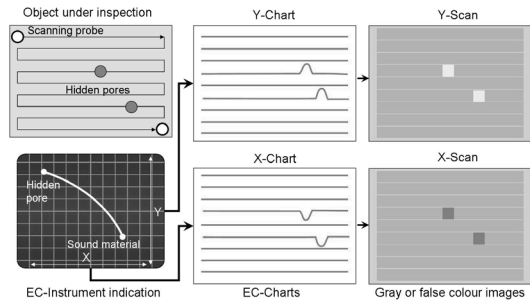 Object under inspection
Scanning probe
Hidden pores
Hidden
pore
Y
Sound material
X
EC-Instrument indication
Y-Chart
X-Chart
EC-Charts
Y-Scan
X-Scan
Gray or false colour images